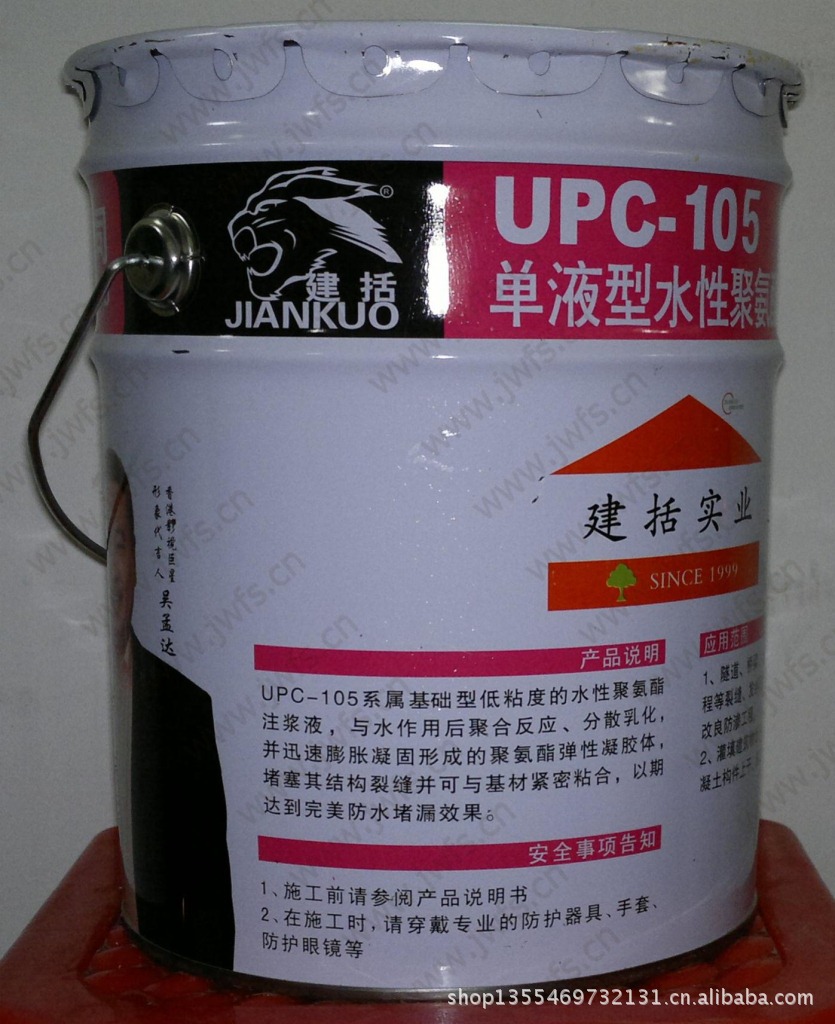 建括
®
JIANKUO
UPC-105
单液型水性聚氨
建括实业
SINCE 1999
香港影视巨星
形象代言人 吴孟达
产品说明
UPC-105系属基础型低粘度的水性聚氨酯
注浆液，与水作用后聚合反应、分散乳化，
并迅速膨胀凝固形成的聚氨酯弹性凝胶体，
堵塞其结构裂缝并可与基材紧密粘合，以期
达到完美防水堵漏效果。
安全事项告知
1、施工前请参阅产品说明书
2、在施工时，请穿戴专业的防护器具、手套、
防护眼镜等
应用范围
1、隧道、
程等裂缝、
改良防渗工程
2、灌填
凝土构件上
www.jwfs.cn
shop1355469732131.cn.alibaba.com